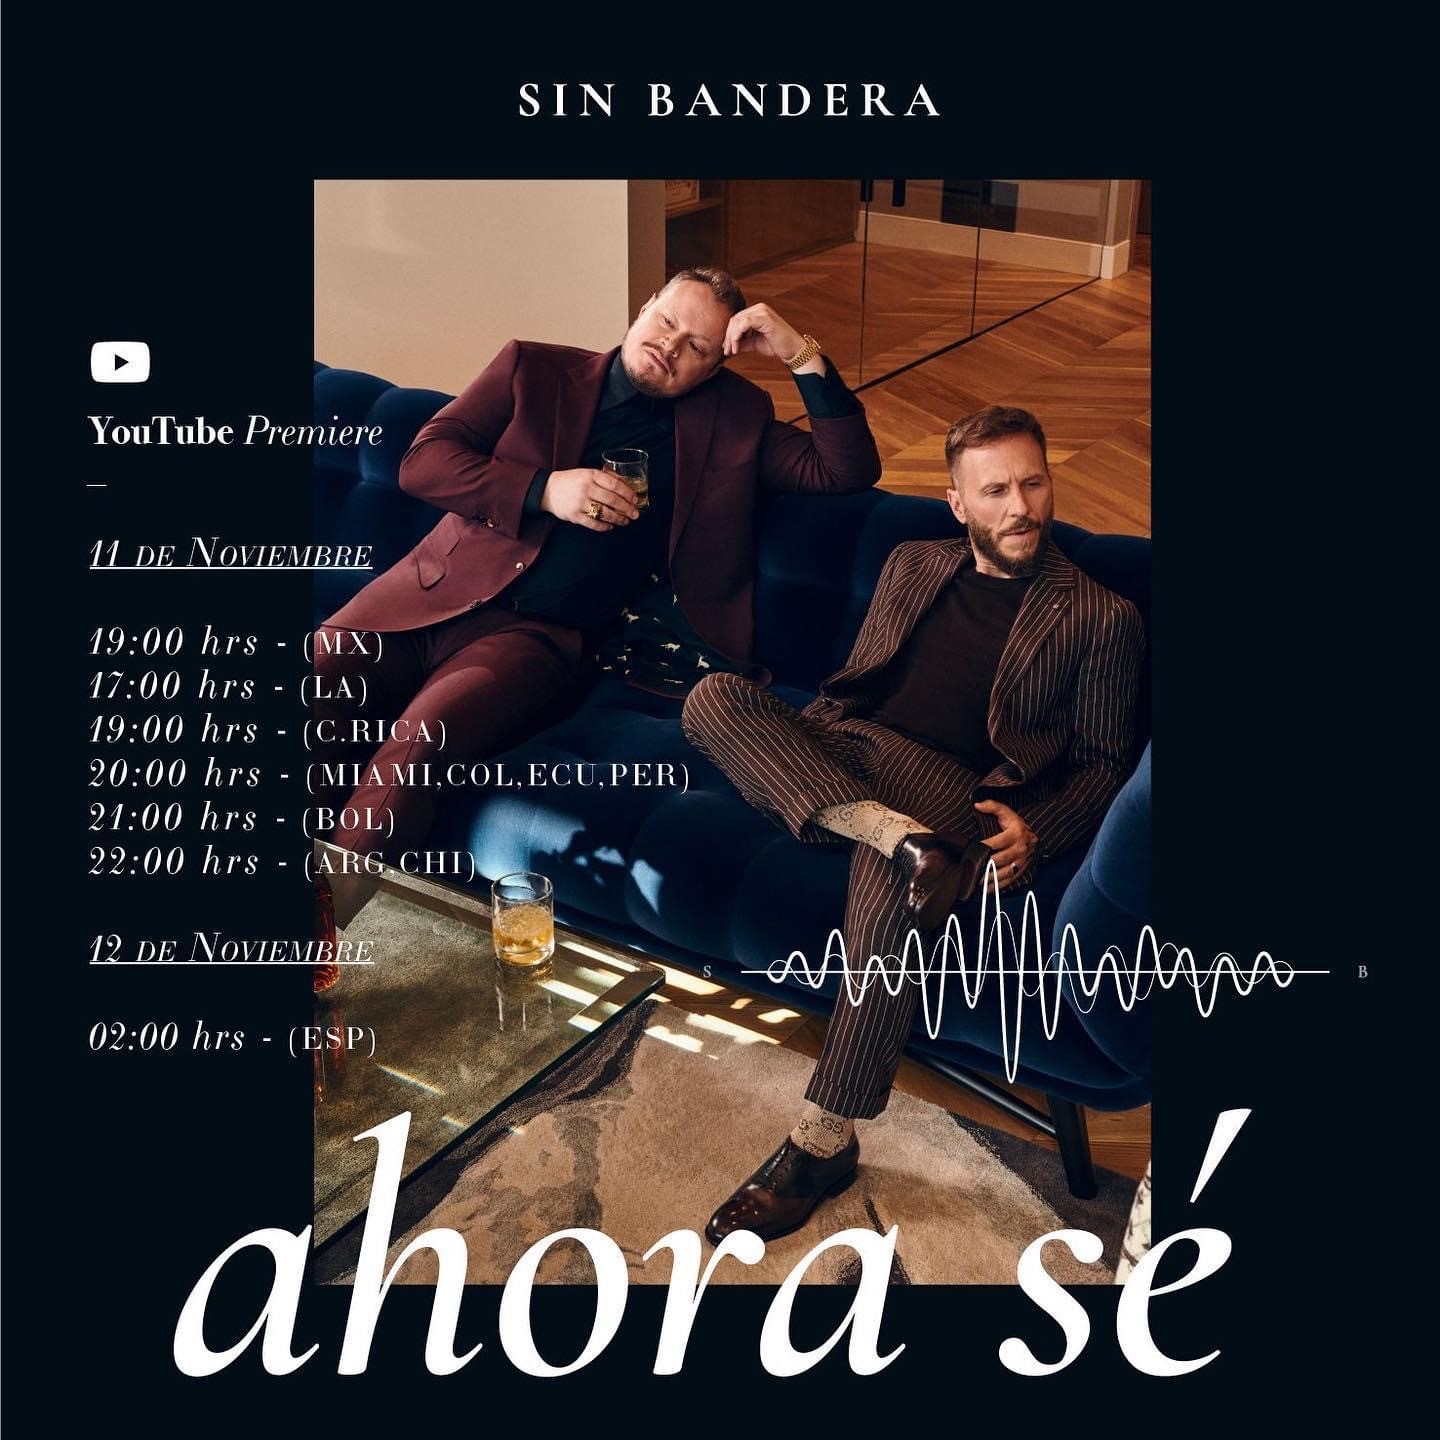 SIN BANDERA
YouTube Premiere
—
11 DE NOVIEMBRE
19:00 hrs - (MX)
17:00 hrs - (LA)
19:00 hrs - (C.RICA)
20:00 hrs - (MIAMI,COL,ECU,PER)
21:00 hrs - (BOL)
22:00 hrs - (ARG,CHI)
12 DE NOVIEMBRE
S B
02:00 hrs - (ESP)
ahora sé